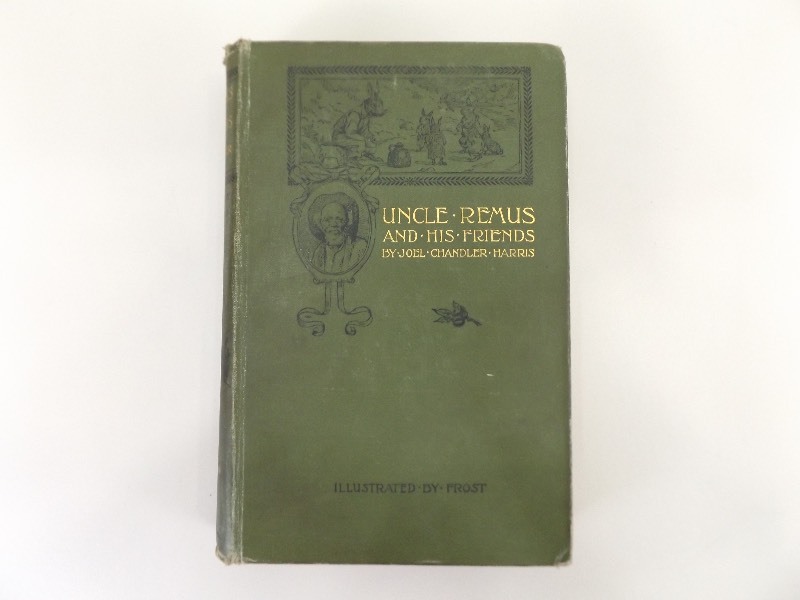 UNCLE·REMUS
AND·HIS·FRIENDS
BY·JOEL·CHANDLER·HARRIS
ILLUSTRATED·BY·FROST